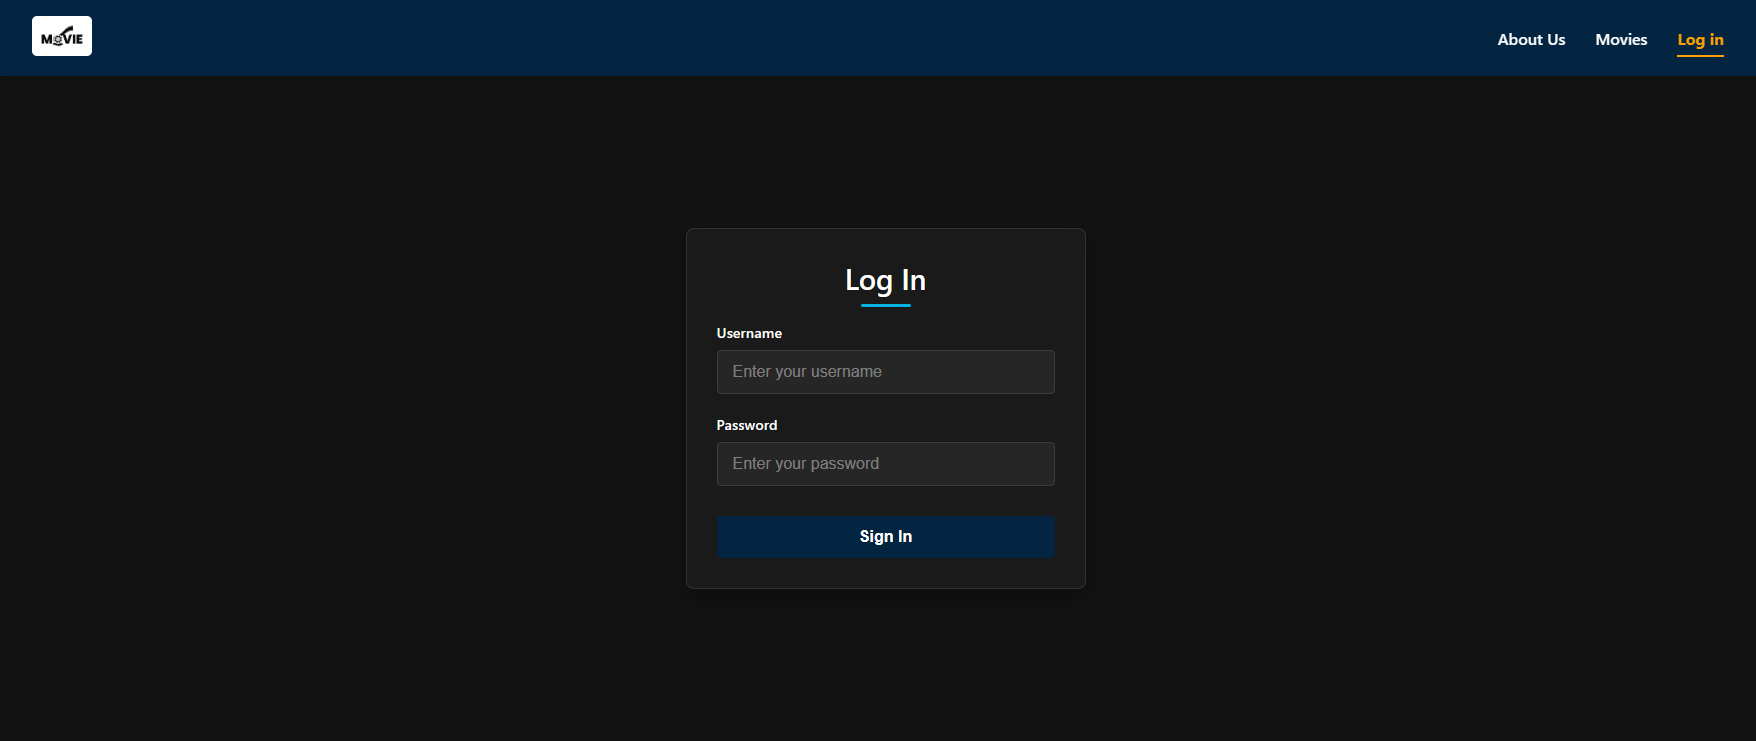 MOVIE
About Us
Movies
Log in
Log In
Username
Enter your username
Password
Enter your password
Sign In